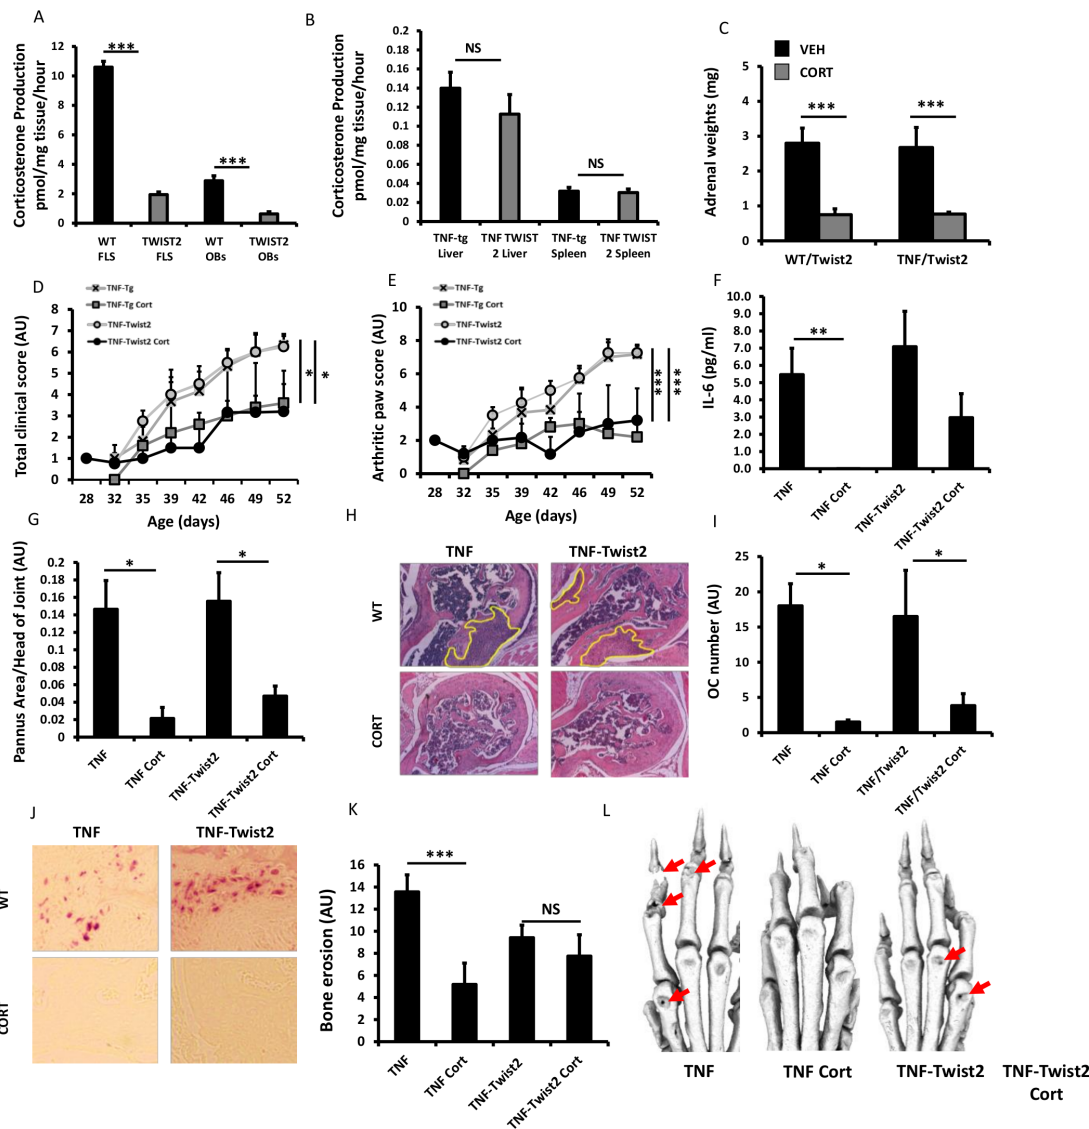 A
Corticosterone Production
pmol/mg tissue/hour
12
10
8
6
4
2
0
***
***
WT
FLS
TWIST2
FLS
WT
OBs
TWIST2
OBs
B
Corticosterone Production
pmol/mg tissue/hour
0.2
0.18
0.16
0.14
0.12
0.1
0.08
0.06
0.04
0.02
0
NS
NS
TNF-tg
Liver
TNF TWIST
2 Liver
TNF-tg
Spleen
TNF TWIST
2 Spleen
C
VEH
CORT
Adrenal weights (mg)
5
4
3
2
1
0
***
***
WT/Twist2
TNF/Twist2
D
TNF-Tg
TNF-Tg Cort
TNF-Twist2
TNF-Twist2 Cort
Total clinical score (AU)
8
7
6
5
4
3
2
1
0
*
*
28 32 35 39 42 46 49 52
Age (days)
E
TNF-Tg
TNF-Tg Cort
TNF-Twist2
TNF-Twist2 Cort
Arthritic paw score (AU)
10
8
6
4
2
0
***
***
28 32 35 39 42 46 49 52
Age (days)
F
IL-6 (pg/ml)
10.0
9.0
8.0
7.0
6.0
5.0
4.0
3.0
2.0
1.0
0.0
**
TNF
TNF Cort
TNF-Twist2
TNF-Twist2 Cort
G
Pannus Area/Head of Joint (AU)
0.2
0.18
0.16
0.14
0.12
0.1
0.08
0.06
0.04
0.02
0
*
*
TNF
TNF Cort
TNF-Twist2
TNF-Twist2 Cort
H
TNF
TNF-Twist2
WT
CORT
I
OC number (AU)
25
20
15
10
5
0
*
*
TNF
TNF Cort
TNF/Twist2
TNF/Twist2 Cort
J
TNF
TNF-Twist2
WT
CORT
K
Bone erosion (AU)
16
14
12
10
8
6
4
2
0
***
NS
TNF
TNF Cort
TNF-Twist2
TNF-Twist2 Cort
L
TNF
TNF Cort
TNF-Twist2
TNF-Twist2
Cort